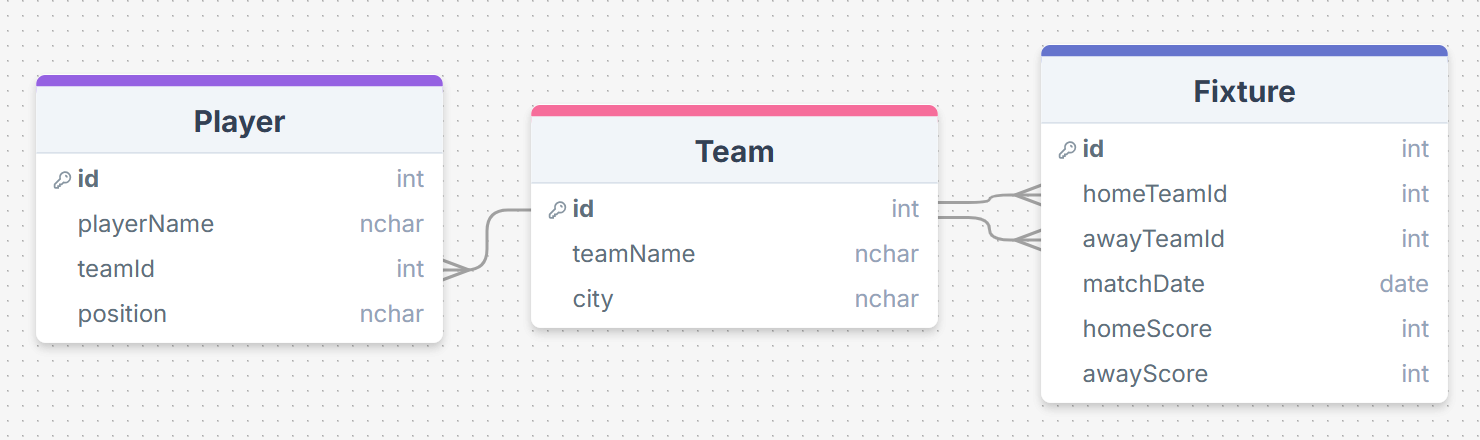 Player
id int
playerName nchar
teamId int
position nchar
Team
id int
teamName nchar
city nchar
Fixture
id int
homeTeamId int
awayTeamId int
matchDate date
homeScore int
awayScore int